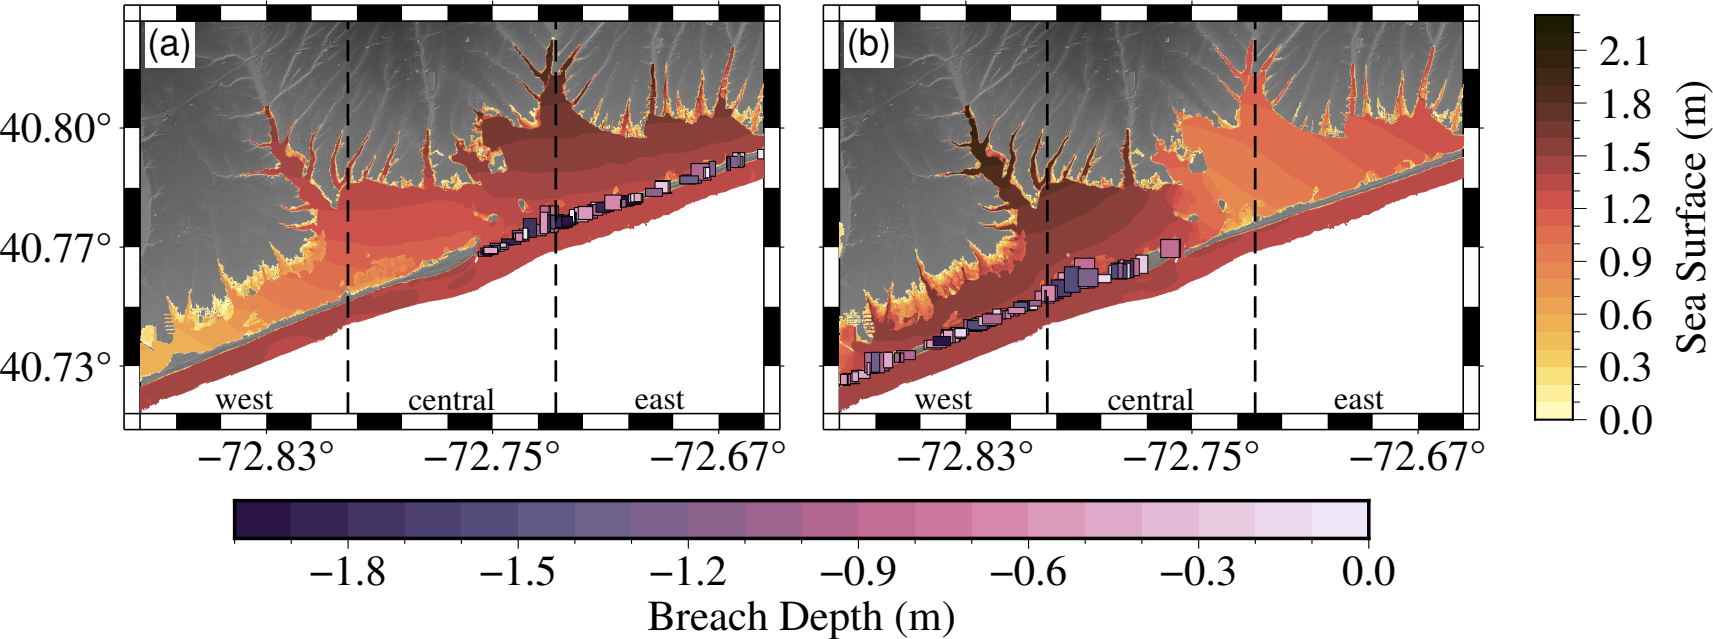 (a)
(b)
40.80°
40.77°
40.73°
west
central
east
west
central
east
−72.83°
−72.75°
−72.67°
−72.83°
−72.75°
−72.67°
2.1
1.8
1.5
1.2
0.9
0.6
0.3
0.0
Sea Surface (m)
−1.8
−1.5
−1.2
−0.9
−0.6
−0.3
0.0
Breach Depth (m)